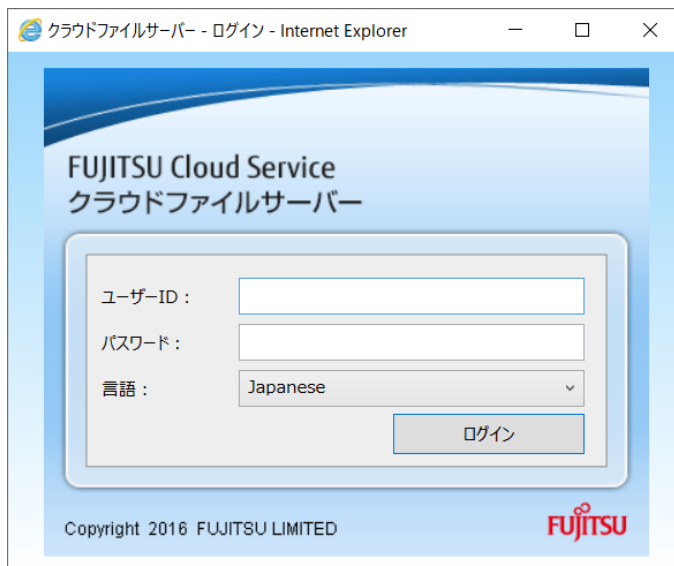 クラウドファイルサーバー - ログイン - Internet Explorer
FUJITSU Cloud Service
クラウドファイルサーバー
ユーザーID：
パスワード：
言語： Japanese
ログイン
Copyright 2016 FUJITSU LIMITED
FUJITSU